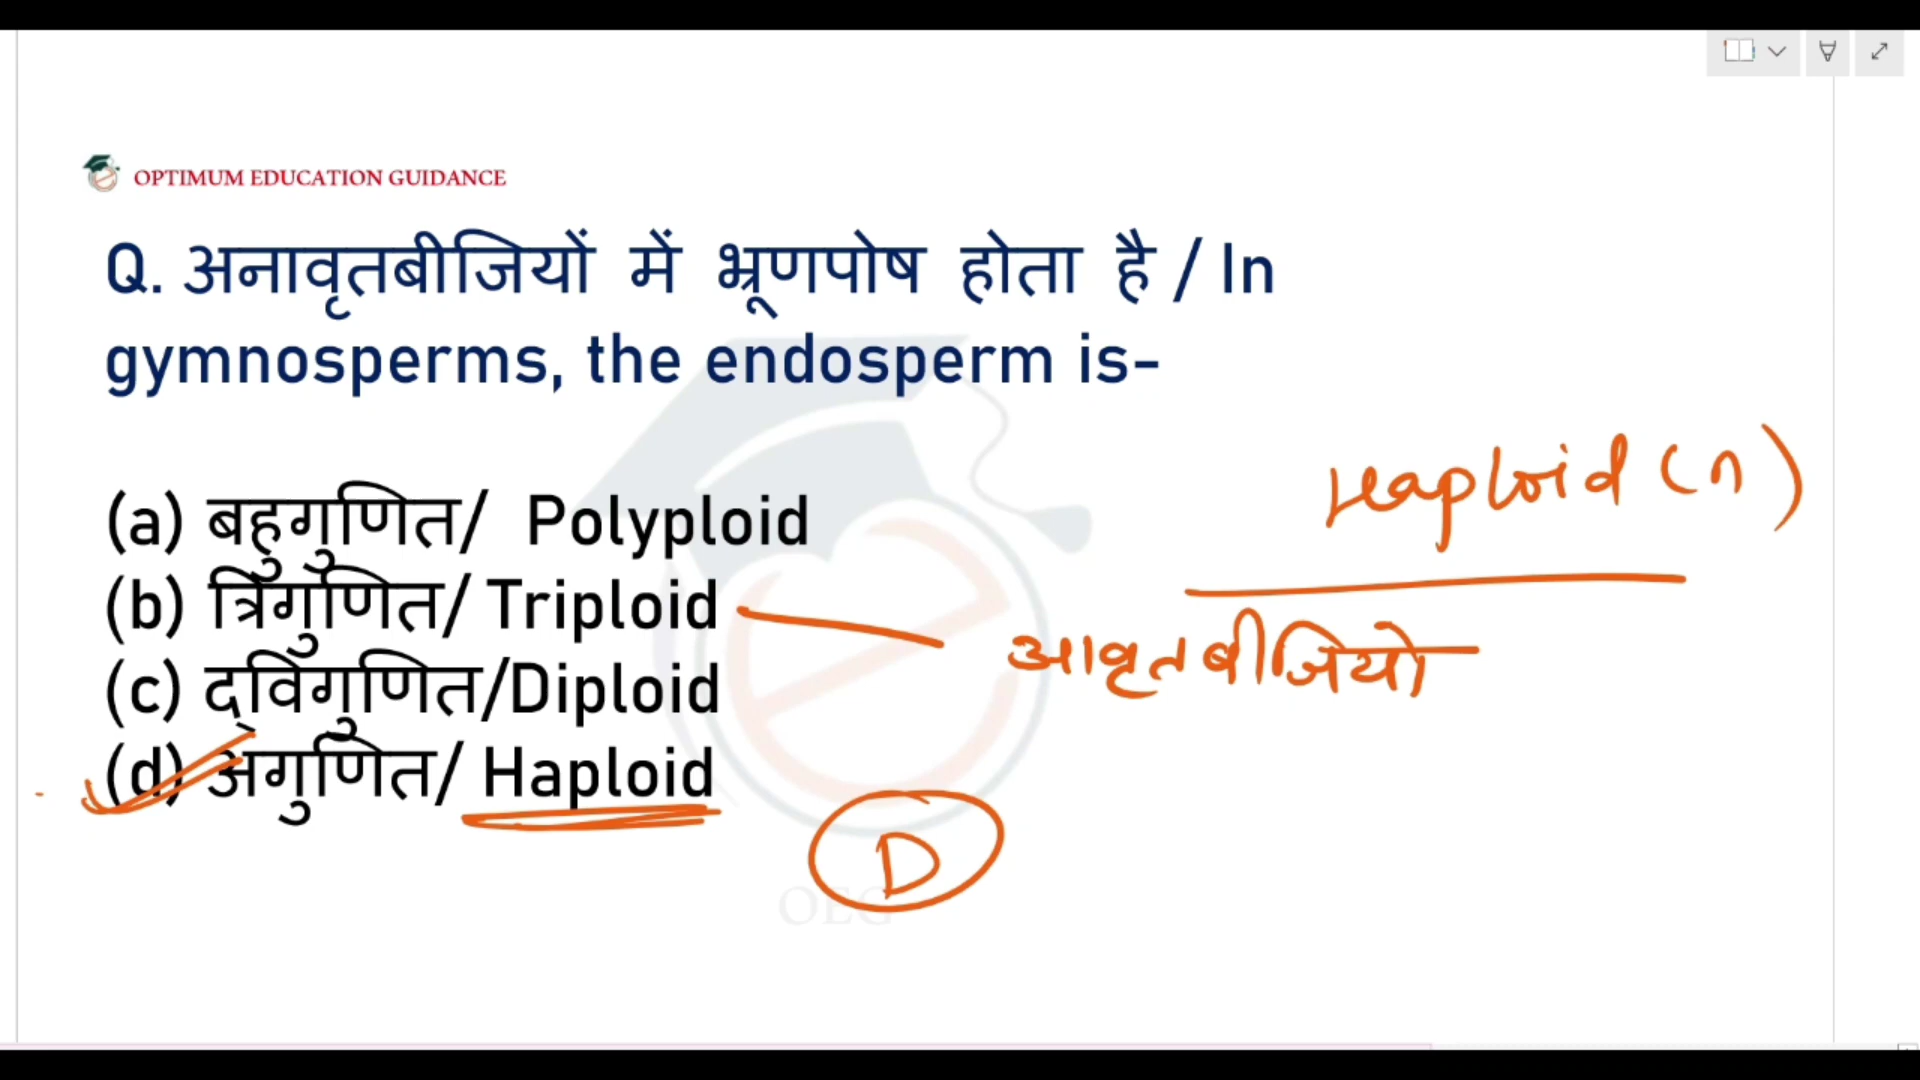 OPTIMUM EDUCATION GUIDANCE
Q. अनावृतबीजियों में भ्रूणपोष होता है / In
gymnosperms, the endosperm is-
Haploid (n)
(a) बहुगुणित/ Polyploid
(b) त्रिगुणित/ Triploid
आवृतबीजियो
(c) द्विगुणित/Diploid
(d) अगुणित/ Haploid
D
OEG